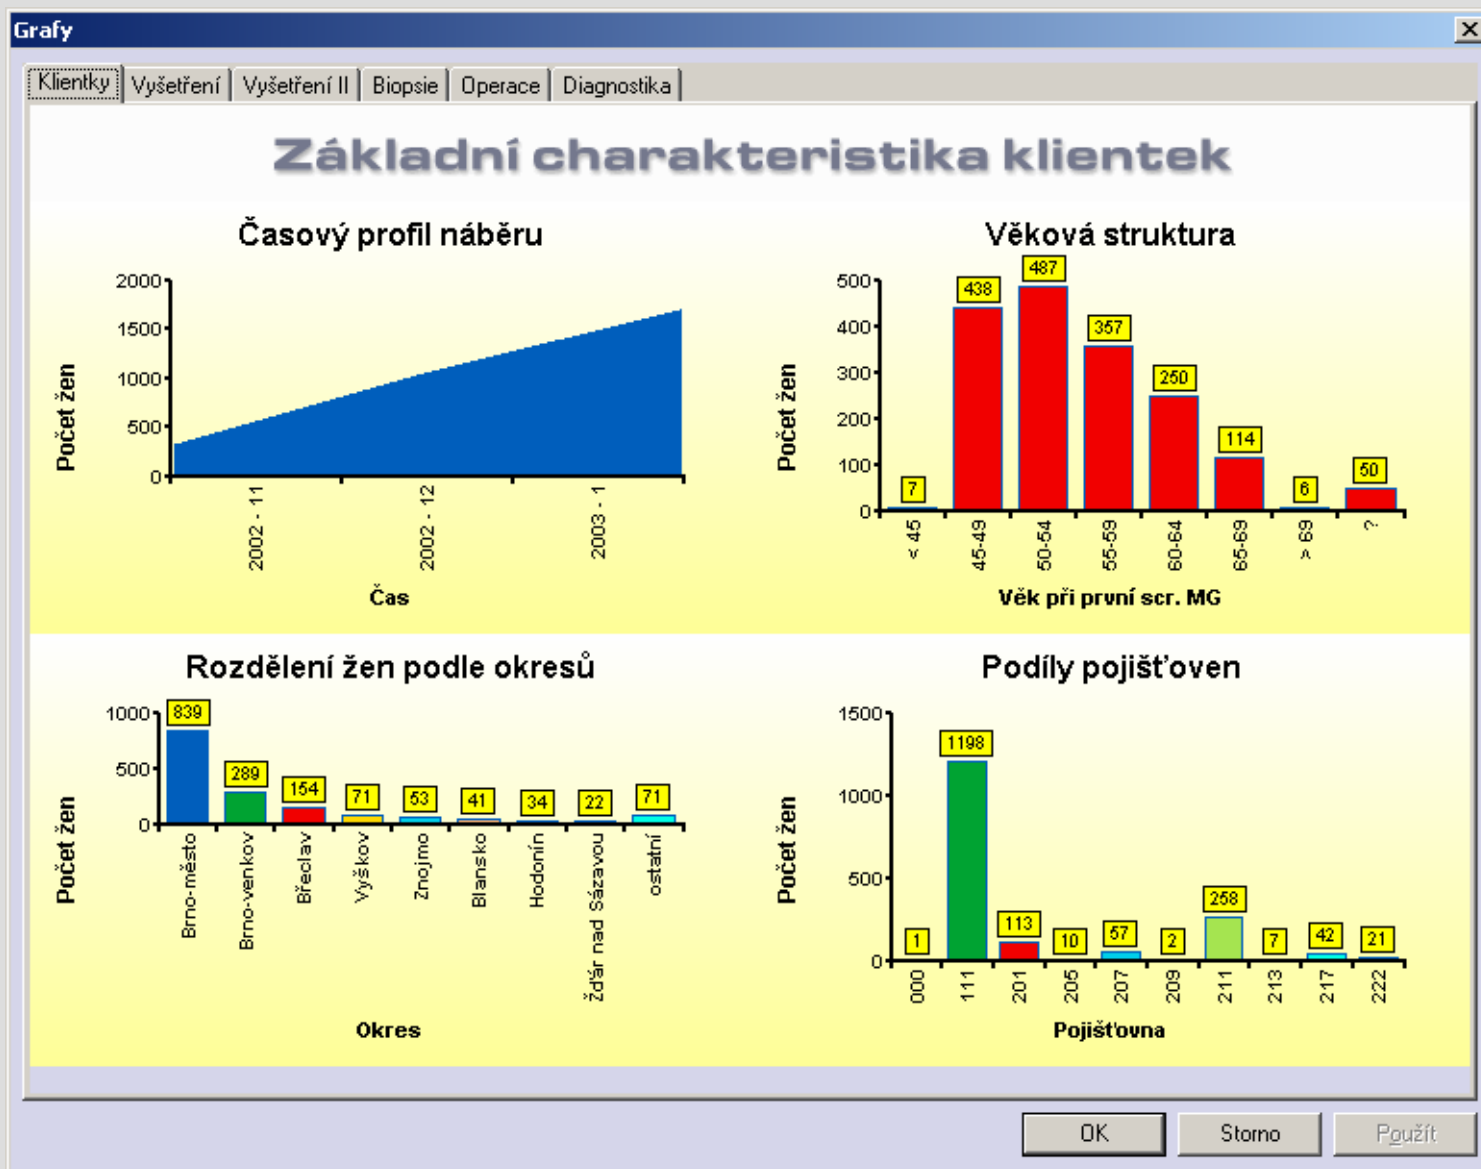 Grafy
Klientky Vyšetření Vyšetření II Biopsie Operace Diagnostika
Základní charakteristika klientek
Časový profil náběru
Počet žen
2000
1500
1000
500
0
2002 - 11
2002 - 12
2003 - 1
Čas
Věková struktura
Počet žen
500
400
300
200
100
0
7
438
487
357
250
114
6
50
< 45
45-49
50-54
55-59
60-64
65-69
> 69
?
Věk při první scr. MG
Rozdělení žen podle okresů
Počet žen
1000
500
0
839
289
154
71
53
41
34
22
71
Brno-město
Brno-venkov
Břeclav
Vyškov
Znojmo
Blansko
Hodonín
Žďár nad Sázavou
ostatní
Okres
Podíly pojišťoven
Počet žen
1500
1000
500
0
1
1198
113
10
57
2
258
7
42
21
000
111
201
205
207
209
211
213
217
222
Pojišťovna
OK Storno Použít